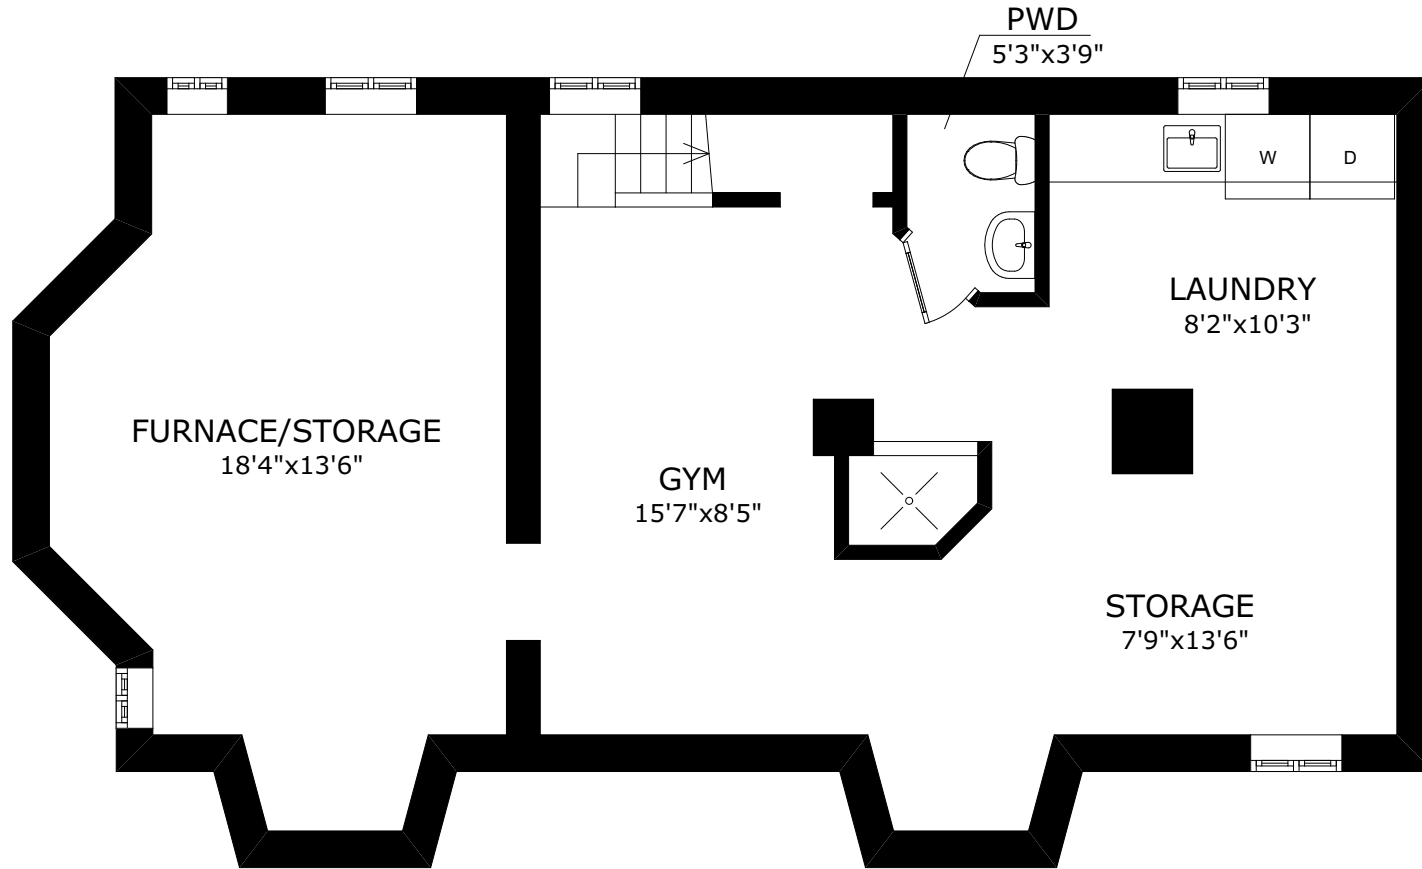 PWD
5'3"x3'9"
W
D
LAUNDRY
8'2"x10'3"
FURNACE/STORAGE
18'4"x13'6"
GYM
15'7"x8'5"
STORAGE
7'9"x13'6"